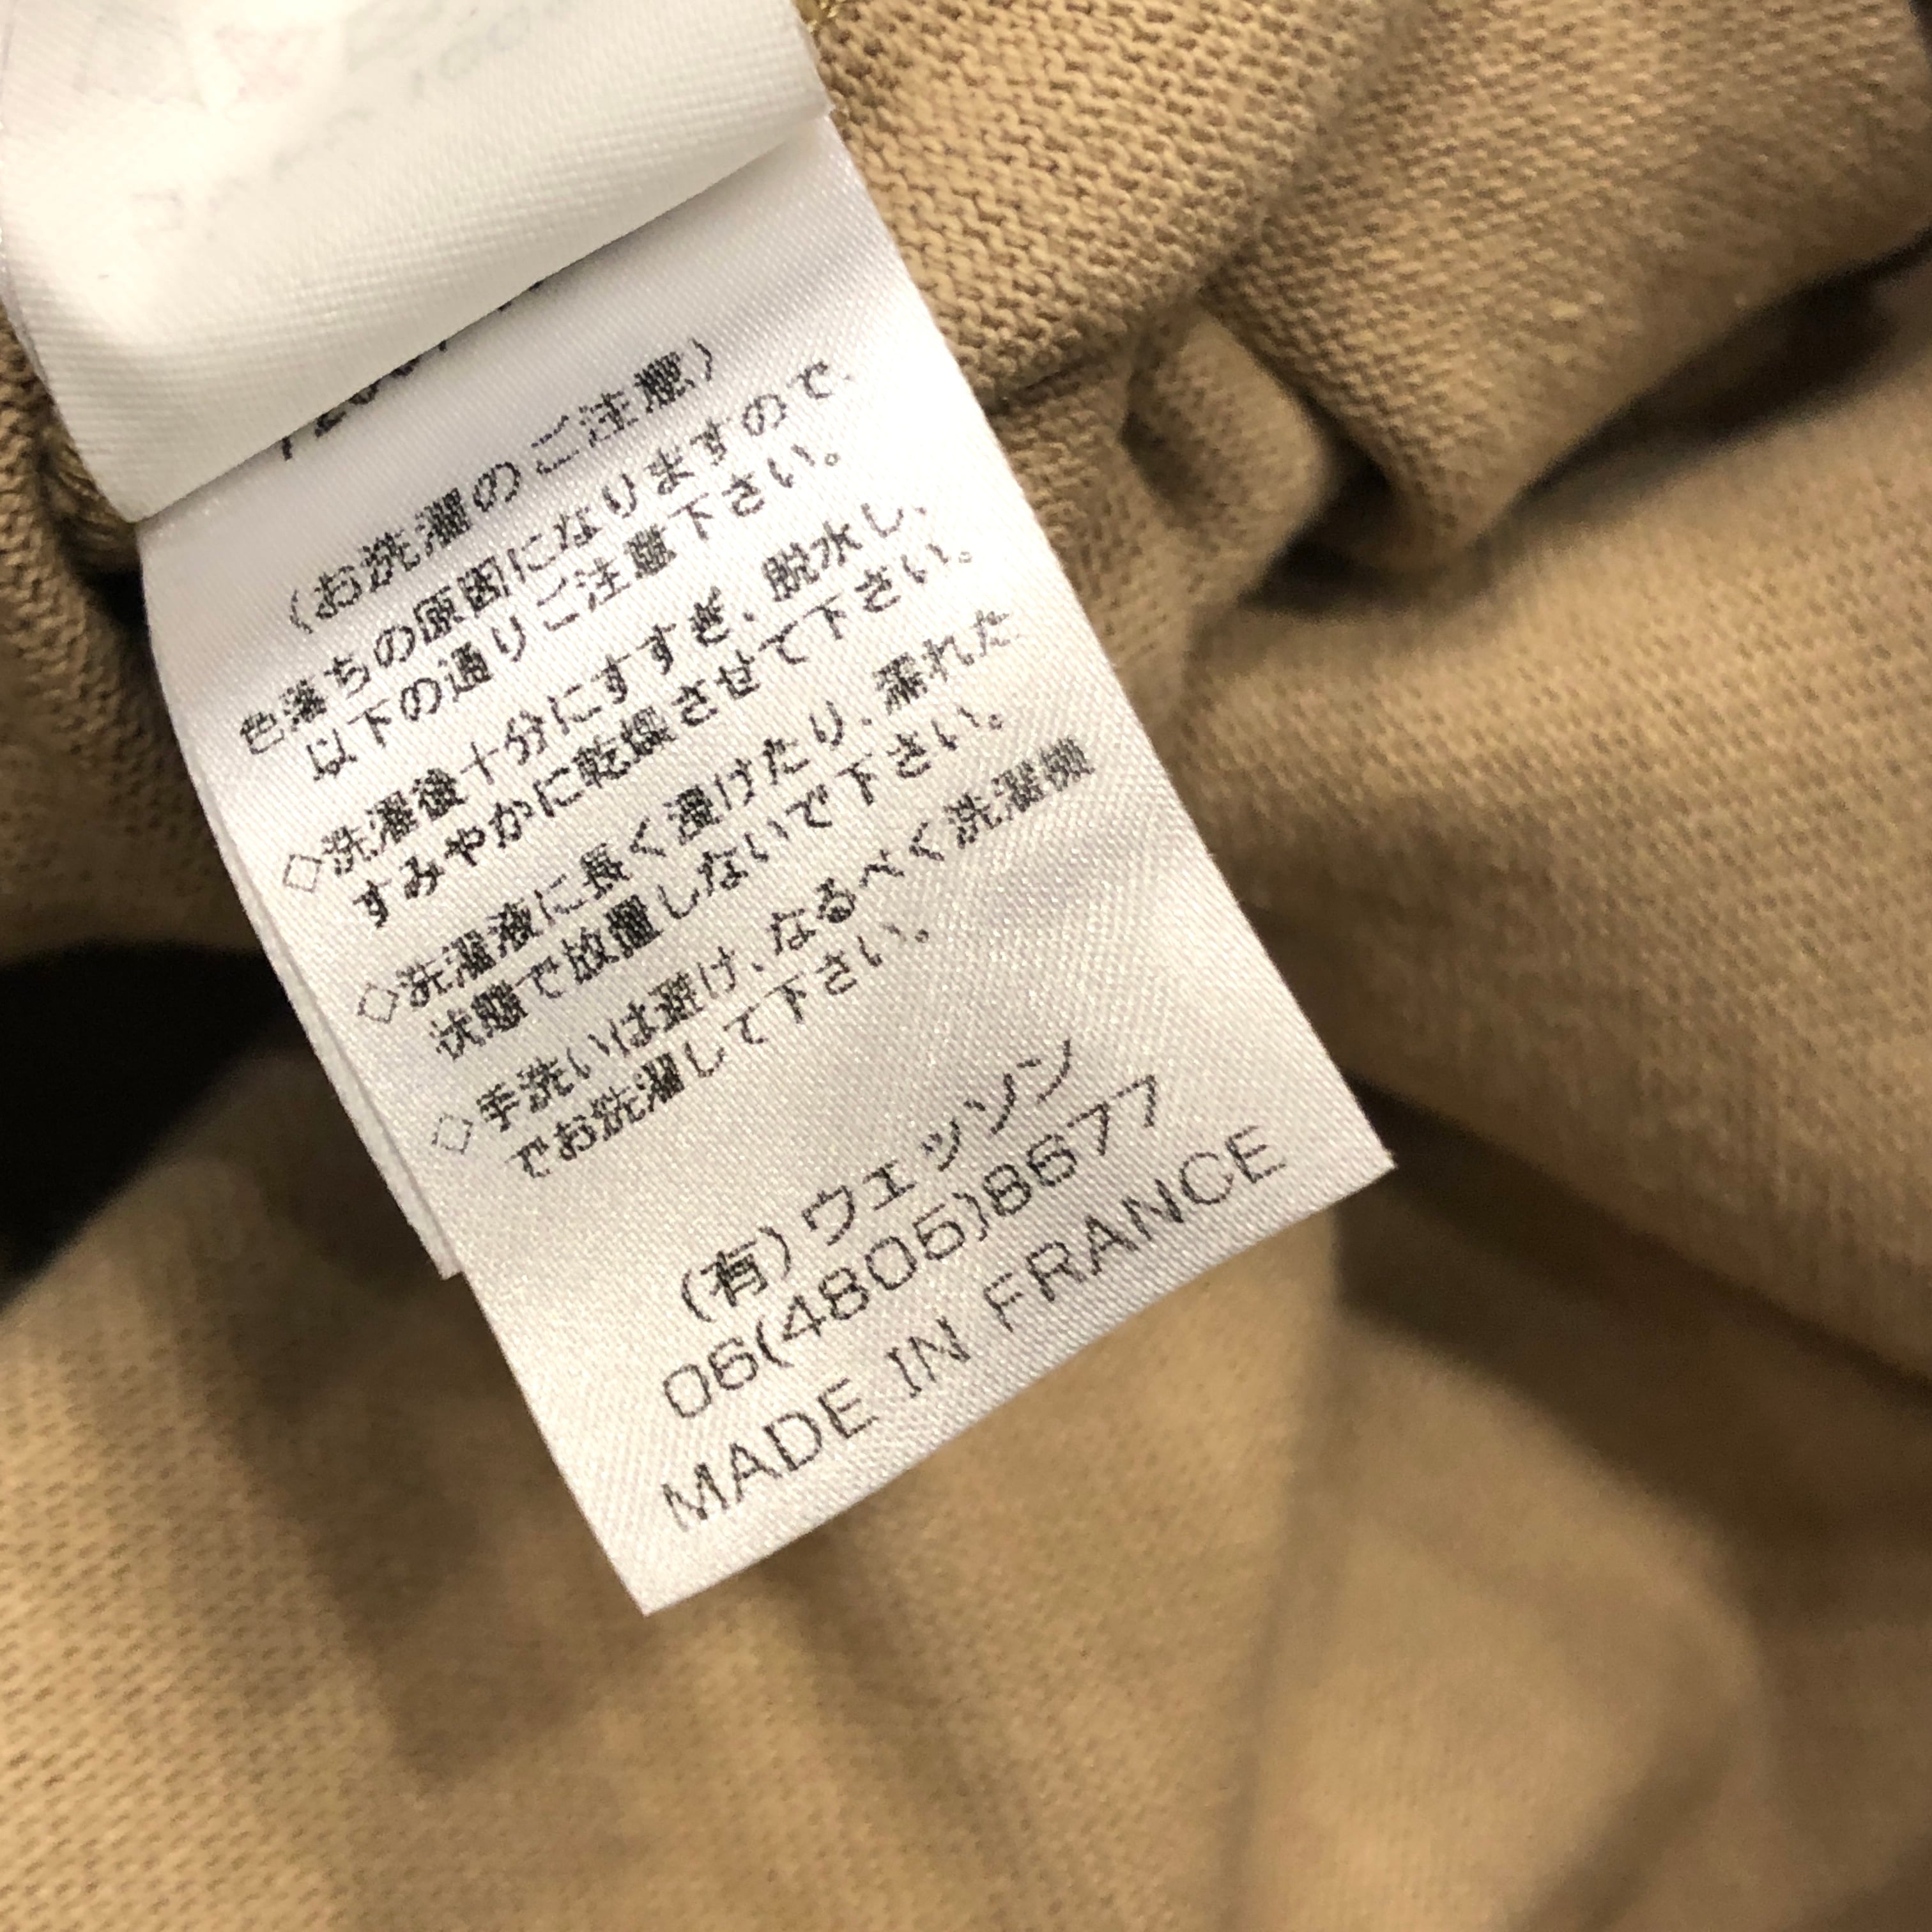 (お洗濯のご注意)
色落ちの原因になりますので、
以下の通りご注意下さい。
◇洗濯後十分にすすぎ、脱水し、
すみやかに乾燥させて下さい。
◇洗濯液に長く浸けたり、濡れた
状態で放置しないで下さい。
◇手洗いは避け、なるべく洗濯機
でお洗濯して下さい。
(有)ウェッソン
06(4805)8677
MADE IN FRANCE